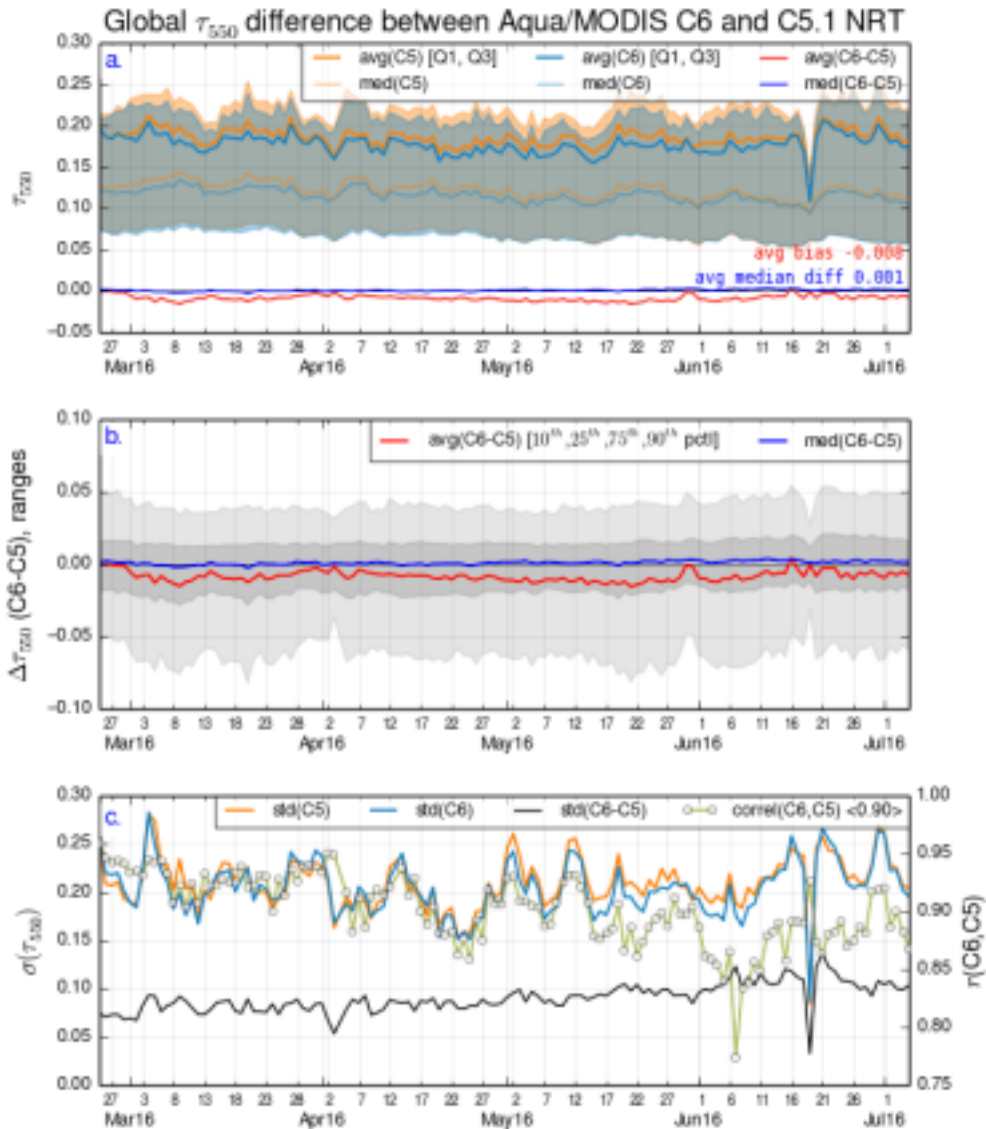 Global τ550 difference between Aqua/MODIS C6 and C5.1 NRT
a.
avg(C5) [Q1, Q3] avg(C6) [Q1, Q3] avg(C6-C5)
med(C5) med(C6) med(C6-C5)
0.30
0.25
0.20
0.15
0.10
0.05
0.00
−0.05
τ550
avg bias -0.008
avg median diff 0.001
27 3 8 13 18 23 28 2 7 12 17 22 27 2 7 12 17 22 27 1 6 11 16 21 26 1
Mar16 Apr16 May16 Jun16 Jul16
b.
avg(C6-C5) [10th,25th,75th,90th pctl] med(C6-C5)
0.10
0.05
0.00
−0.05
−0.10
Δτ550 (C6-C5), ranges
27 3 8 13 18 23 28 2 7 12 17 22 27 2 7 12 17 22 27 1 6 11 16 21 26 1
Mar16 Apr16 May16 Jun16 Jul16
c.
std(C5) std(C6) std(C6-C5) correl(C6,C5) <0.90>
0.30
0.25
0.20
0.15
0.10
0.05
0.00
σ(τ550)
1.00
0.95
0.90
0.85
0.80
0.75
r(C6,C5)
27 3 8 13 18 23 28 2 7 12 17 22 27 2 7 12 17 22 27 1 6 11 16 21 26 1
Mar16 Apr16 May16 Jun16 Jul16